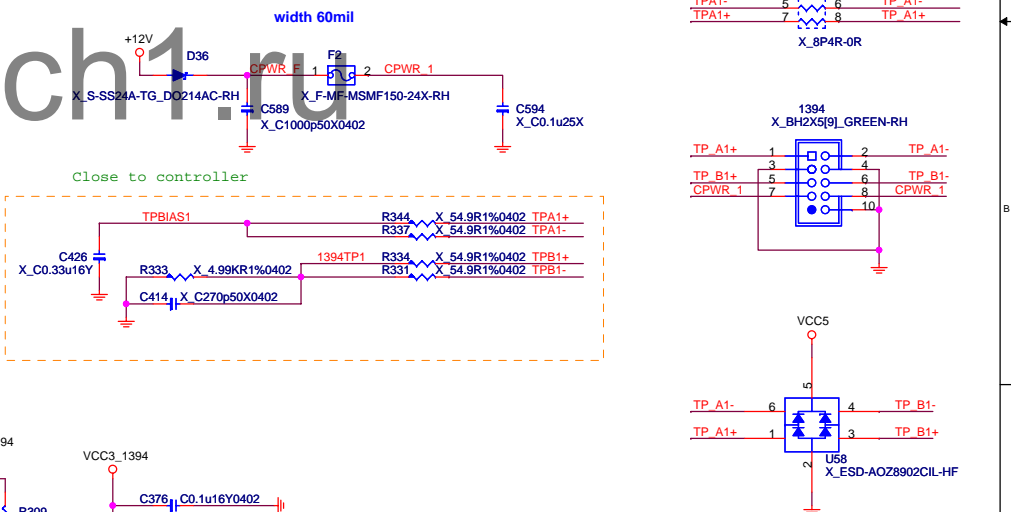 width 60mil
+12V
D36
F2
CPWR_F 1 2 CPWR_1
X_S-SS24A-TG_DO214AC-RH
X_F-MF-MSMF150-24X-RH
C589
X_C1000p50X0402
C594
X_C0.1u25X
ch1.ru
Close to controller
TPBIAS1
R344 X_54.9R1%0402 TPA1+
R337 X_54.9R1%0402 TPA1-
C426
X_C0.33u16Y
1394TP1
R334 X_54.9R1%0402 TPB1+
R333 X_4.99KR1%0402
R331 X_54.9R1%0402 TPB1-
C414 X_C270p50X0402
94
VCC3_1394
C376 C0.1u16Y0402
R309
TPA1- 5 6 TP_A1-
TPA1+ 7 8 TP_A1+
X_8P4R-0R
1394
X_BH2X5[9]_GREEN-RH
TP_A1+ 1 2 TP_A1-
3 4
TP_B1+ 5 6 TP_B1-
CPWR_1 7 8 CPWR_1
10
B
VCC5
5
TP_A1- 6 4 TP_B1-
TP_A1+ 1 3 TP_B1+
2
U58
X_ESD-AOZ8902CIL-HF